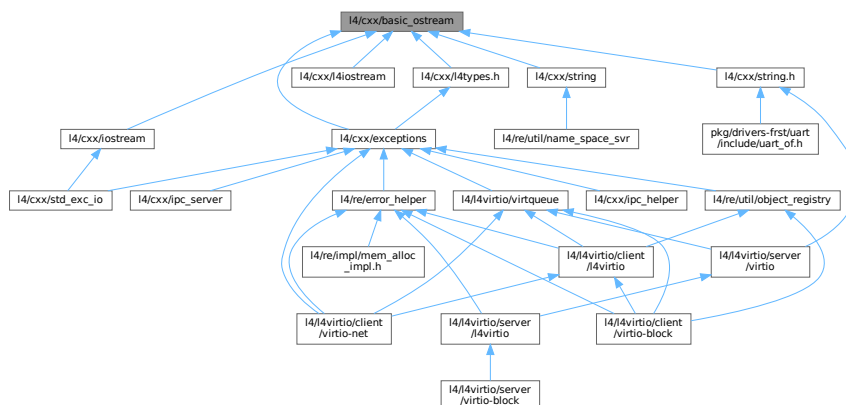 l4/cxx/basic_ostream
l4/cxx/l4iostream
l4/cxx/l4types.h
l4/cxx/string
l4/cxx/string.h
l4/cxx/iostream
l4/cxx/exceptions
l4/re/util/name_space_svr
pkg/drivers-frst/uart
/include/uart_of.h
l4/cxx/std_exc_io
l4/cxx/ipc_server
l4/re/error_helper
l4/l4virtio/virtqueue
l4/cxx/ipc_helper
l4/re/util/object_registry
l4/re/impl/mem_alloc
_impl.h
l4/l4virtio/client
/l4virtio
l4/l4virtio/server
/virtio
l4/l4virtio/client
/virtio-net
l4/l4virtio/server
/l4virtio
l4/l4virtio/client
/virtio-block
l4/l4virtio/server
/virtio-block